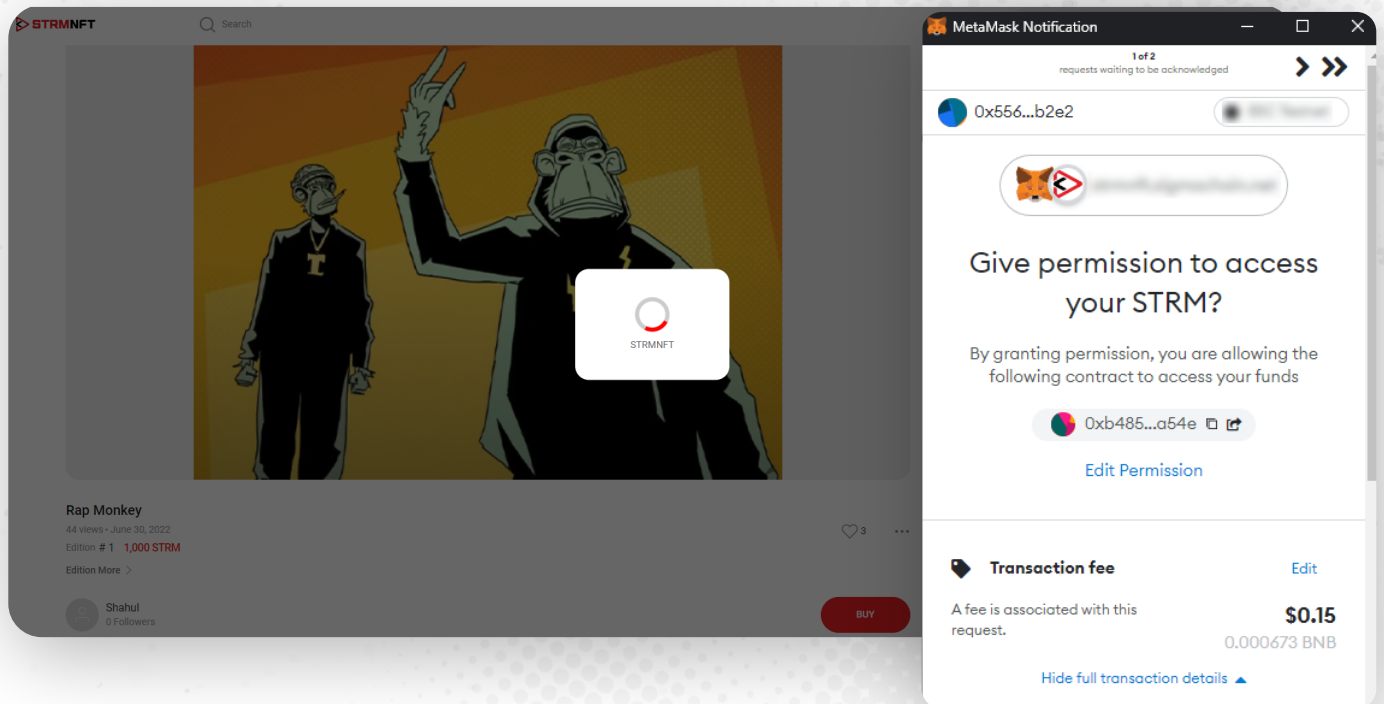 STRMNFT
Search
Rap Monkey
44 views • June 30, 2022
3
Edition # 1 1,000 STRM
Edition More
Shahul
0 Followers
BUY
T
STRMNFT
MetaMask Notification
1 of 2
requests waiting to be acknowledged
0x556...b2e2
Give permission to access
your STRM?
By granting permission, you are allowing the
following contract to access your funds
0xb485...a54e
Edit Permission
Transaction fee
Edit
A fee is associated with this
request.
$0.15
0.000673 BNB
Hide full transaction details